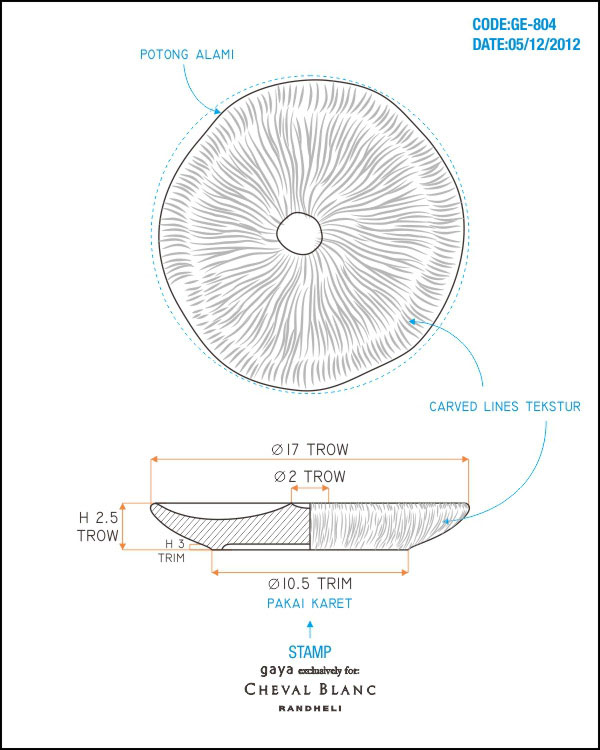 CODE:GE-804
DATE:05/12/2012
POTONG ALAMI
CARVED LINES TEKSTUR
Ø17 TROW
Ø2 TROW
H 2.5
TROW
H 3
TRIM
Ø10.5 TRIM
PAKAI KARET
STAMP
gaya exclusively for:
CHEVAL BLANC
RANDHELI